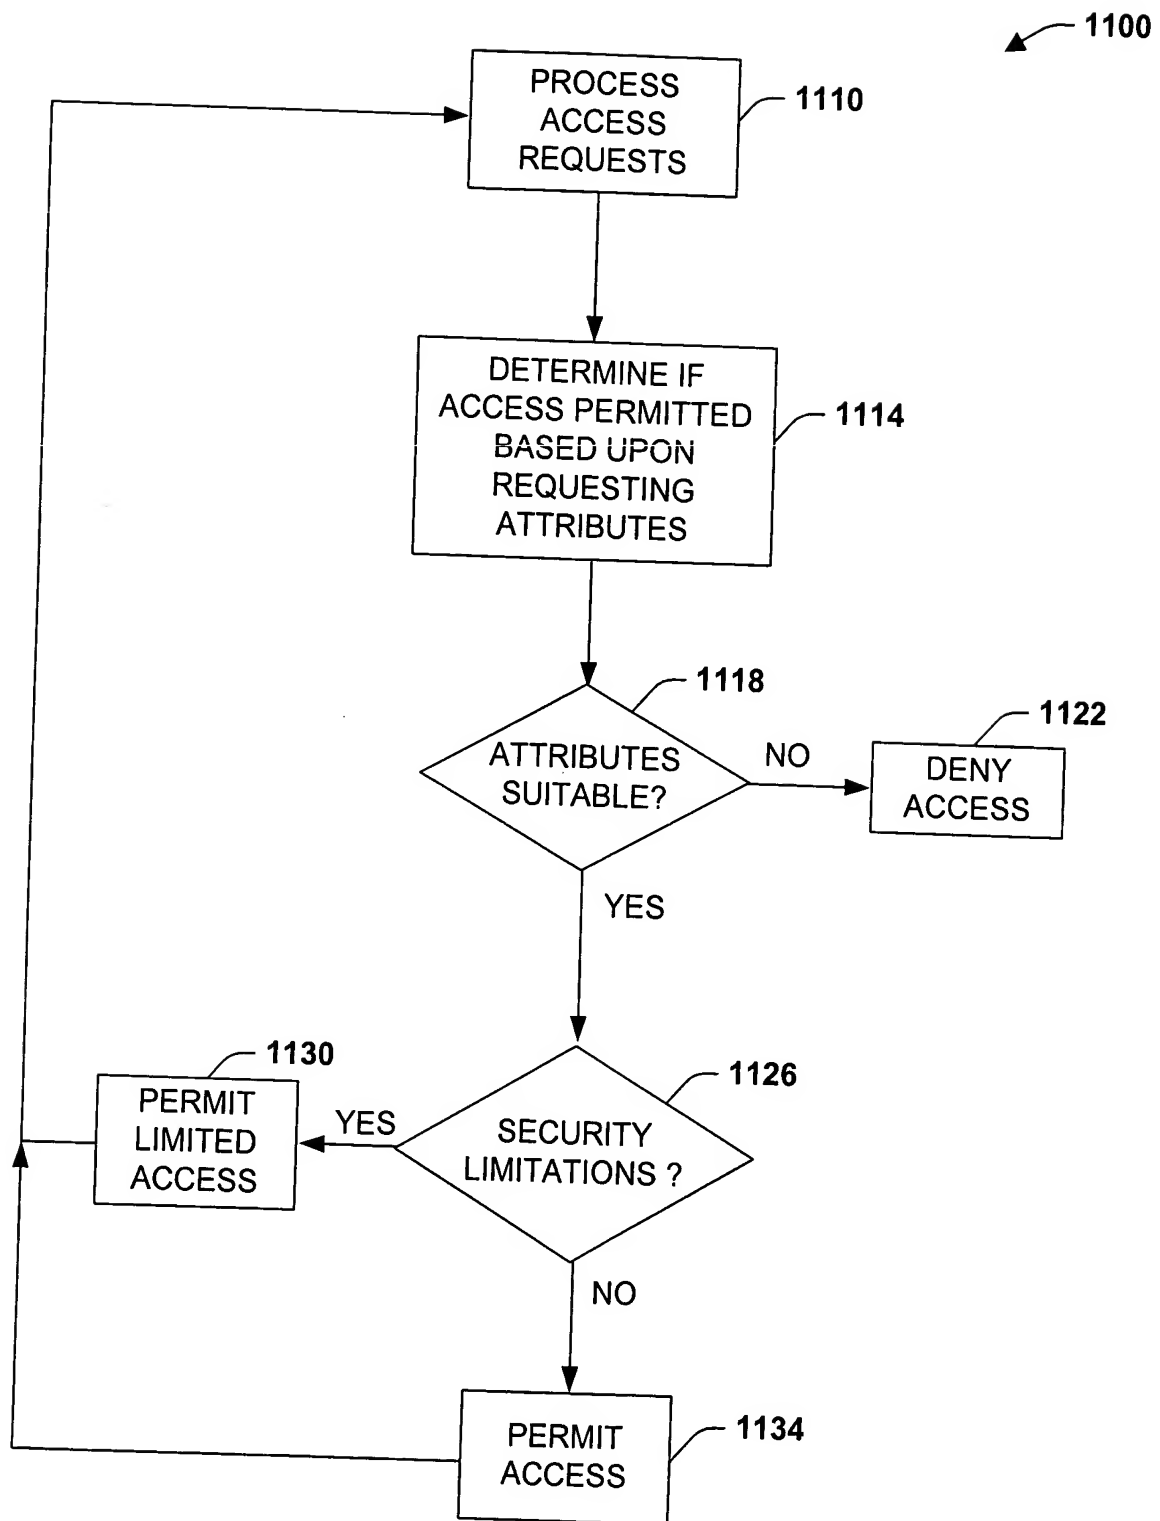 1100
PROCESS
ACCESS
REQUESTS
1110
DETERMINE IF
ACCESS PERMITTED
BASED UPON
REQUESTING
ATTRIBUTES
1114
1118
ATTRIBUTES
SUITABLE?
NO
1122
DENY
ACCESS
YES
1130
PERMIT
LIMITED
ACCESS
YES
1126
SECURITY
LIMITATIONS ?
NO
PERMIT
ACCESS
1134